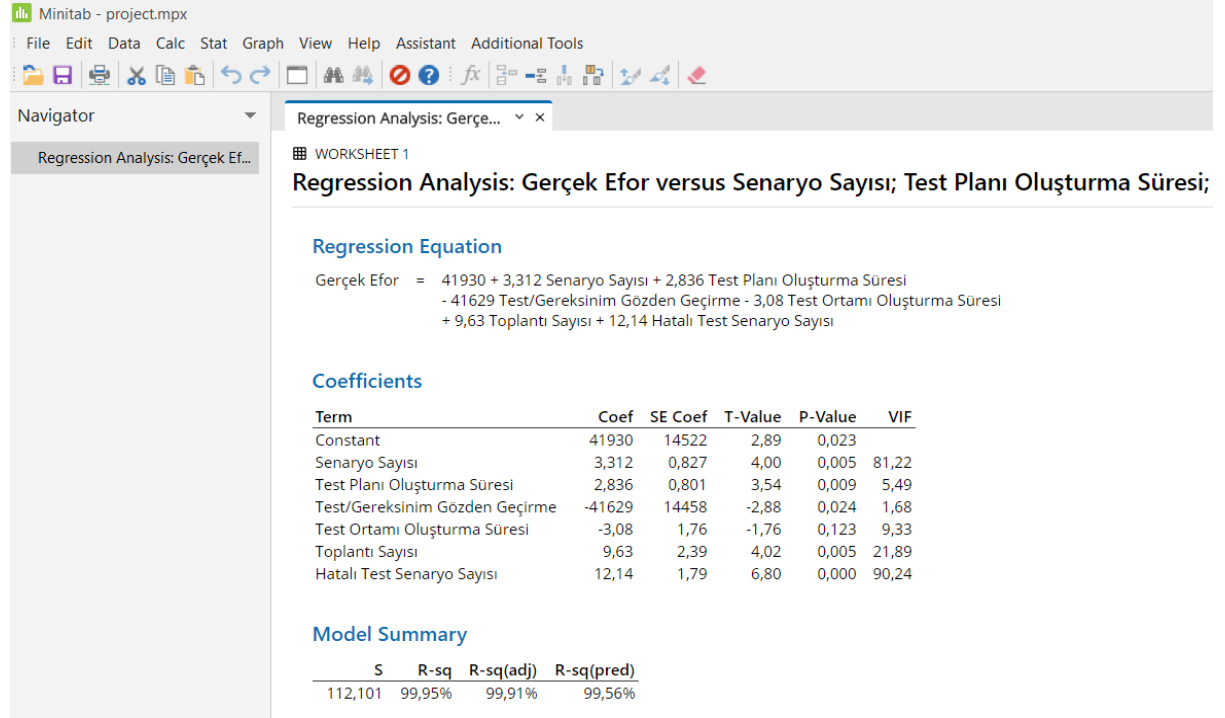 Minitab - project.mpx
File Edit Data Calc Stat Graph View Help Assistant Additional Tools
Navigator
Regression Analysis: Gerçek Ef...
Regression Analysis: Gerçe...
WORKSHEET 1
Regression Analysis: Gerçek Efor versus Senaryo Sayısı; Test Planı Oluşturma Süresi;
Regression Equation
Gerçek Efor = 41930 + 3,312 Senaryo Sayısı + 2,836 Test Planı Oluşturma Süresi
- 41629 Test/Gereksinim Gözden Geçirme - 3,08 Test Ortamı Oluşturma Süresi
+ 9,63 Toplantı Sayısı + 12,14 Hatalı Test Senaryo Sayısı
Coefficients
Term Coef SE Coef T-Value P-Value VIF
Constant 41930 14522 2,89 0,023
Senaryo Sayısı 3,312 0,827 4,00 0,005 81,22
Test Planı Oluşturma Süresi 2,836 0,801 3,54 0,009 5,49
Test/Gereksinim Gözden Geçirme -41629 14458 -2,88 0,024 1,68
Test Ortamı Oluşturma Süresi -3,08 1,76 -1,76 0,123 9,33
Toplantı Sayısı 9,63 2,39 4,02 0,005 21,89
Hatalı Test Senaryo Sayısı 12,14 1,79 6,80 0,000 90,24
Model Summary
S R-sq R-sq(adj) R-sq(pred)
112,101 99,95% 99,91% 99,56%